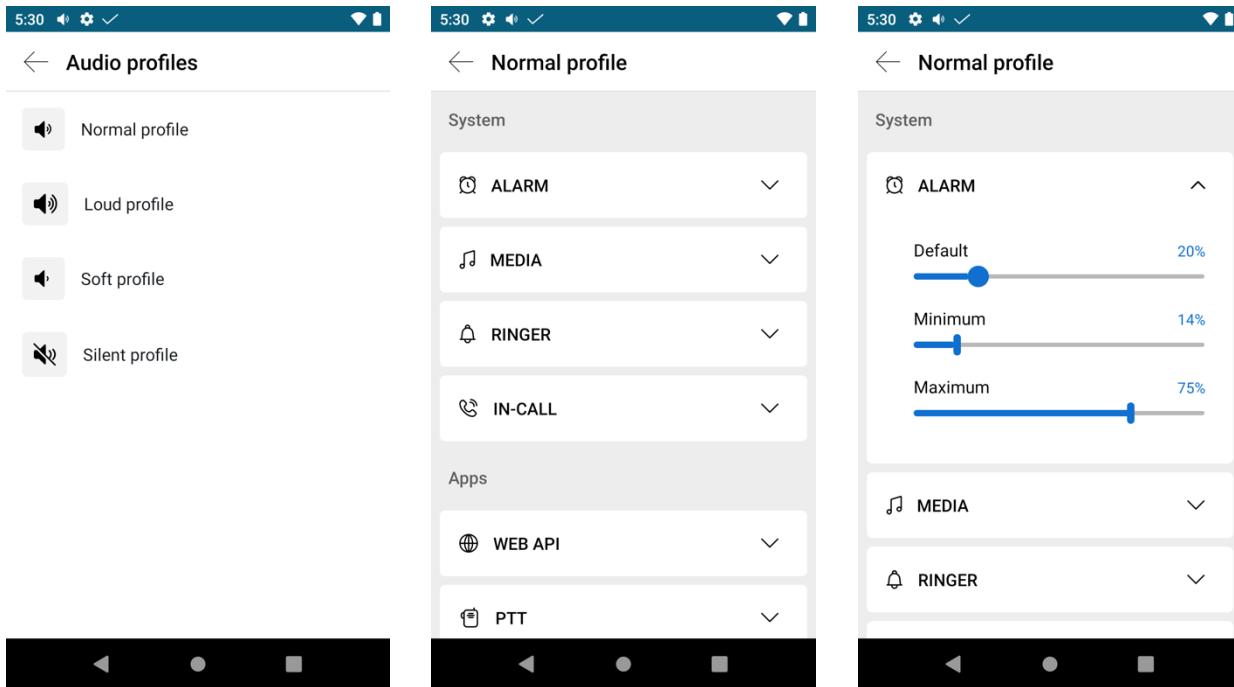 5:30
Audio profiles
Normal profile
Loud profile
Soft profile
Silent profile
5:30
Normal profile
System
ALARM
MEDIA
RINGER
IN-CALL
Apps
WEB API
PTT
5:30
Normal profile
System
ALARM
Default 20%
Minimum 14%
Maximum 75%
MEDIA
RINGER